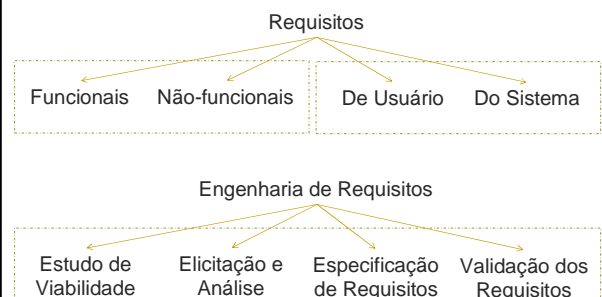 Requisitos
Funcionais Não-funcionais De Usuário Do Sistema
Engenharia de Requisitos
Estudo de Elicitação e Especificação Validação dos
Viabilidade Análise de Requisitos Requisitos